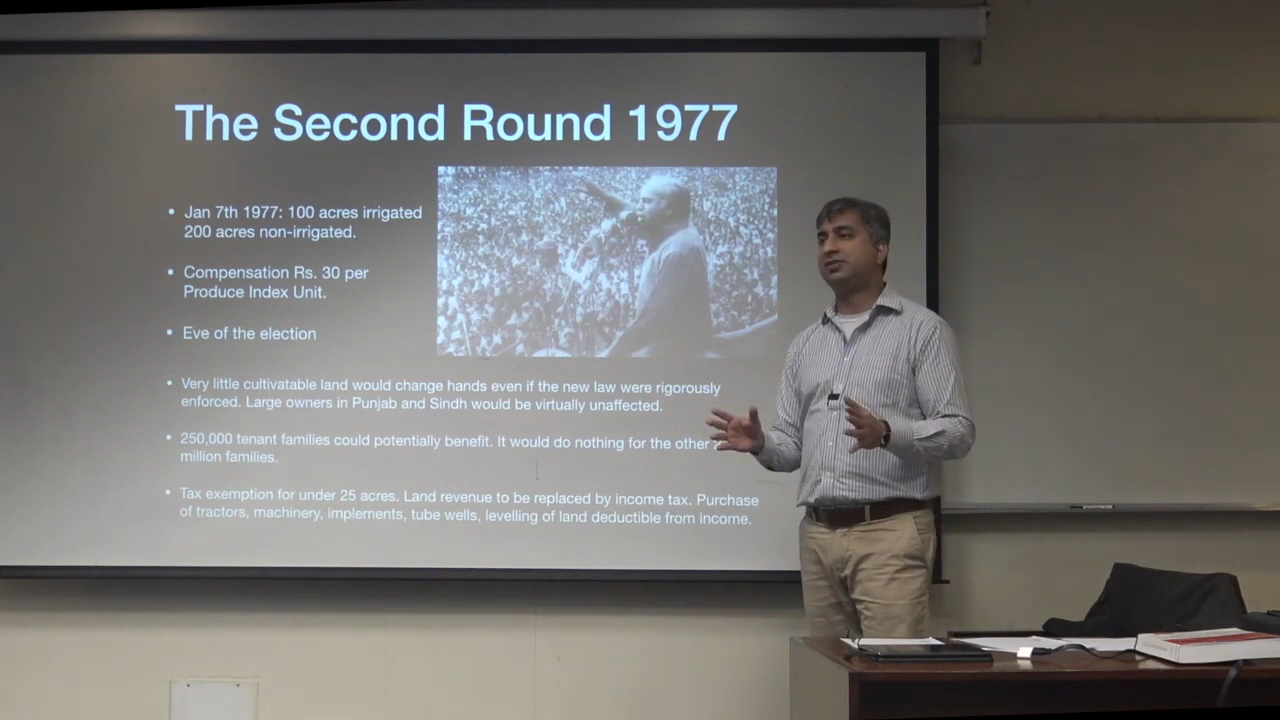 The Second Round 1977
• Jan 7th 1977: 100 acres irrigated
200 acres non-irrigated.
• Compensation Rs. 30 per
Produce Index Unit.
• Eve of the election
• Very little cultivatable land would change hands even if the new law were rigorously
enforced. Large owners in Punjab and Sindh would be virtually unaffected.
• 250,000 tenant families could potentially benefit. It would do nothing for the other
million families.
• Tax exemption for under 25 acres. Land revenue to be replaced by income tax. Purchase
of tractors, machinery, implements, tube wells, levelling of land deductible from income.